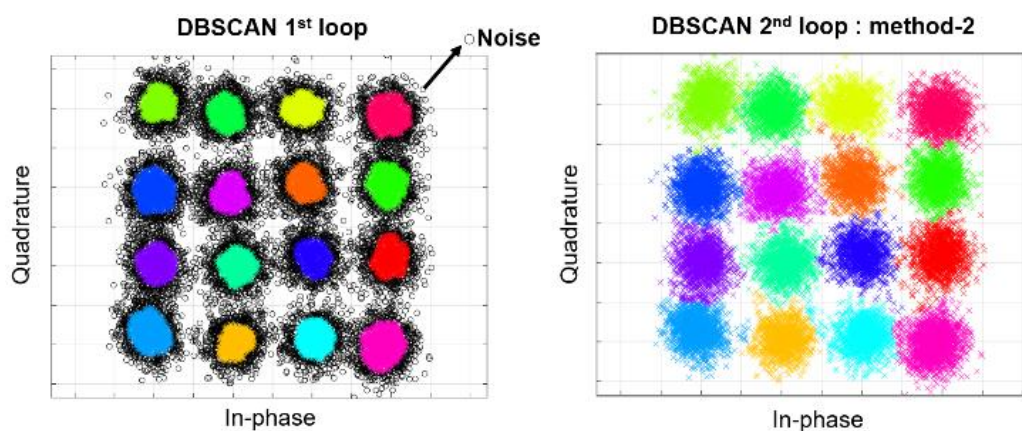 DBSCAN 1st loop
○Noise
Quadrature
In-phase
DBSCAN 2nd loop : method-2
Quadrature
In-phase